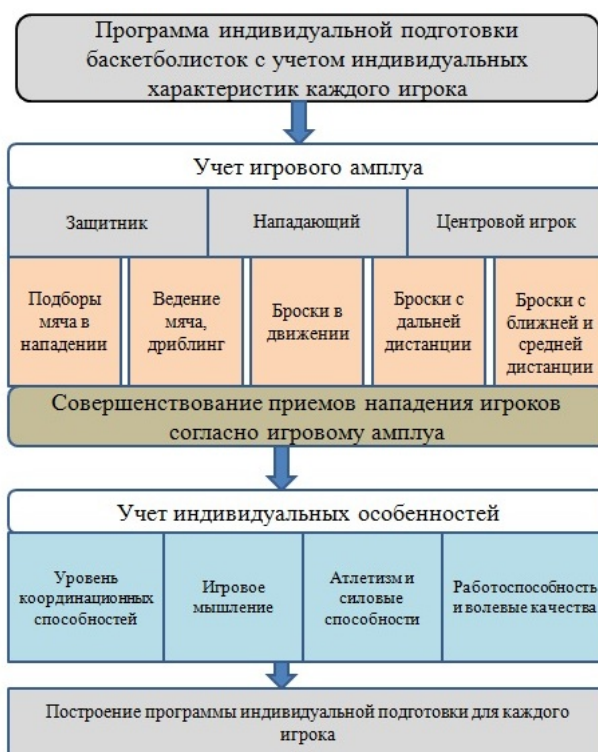 Программа индивидуальной подготовки
баскетболисток с учетом индивидуальных
характеристик каждого игрока
Учет игрового амплуа
Защитник
Нападающий
Центровой игрок
Подборы
мяча в
нападении
Ведение
мяча,
дриблинг
Броски в
движении
Броски с
дальней
дистанции
Броски с
ближней и
средней
дистанции
Совершенствование приемов нападения игроков
согласно игровому амплуа
Учет индивидуальных особенностей
Уровень
координационных
способностей
Игровое
мышление
Атлетизм и
силовые
способности
Работоспособность
и волевые качества
Построение программы индивидуальной подготовки для каждого
игрока